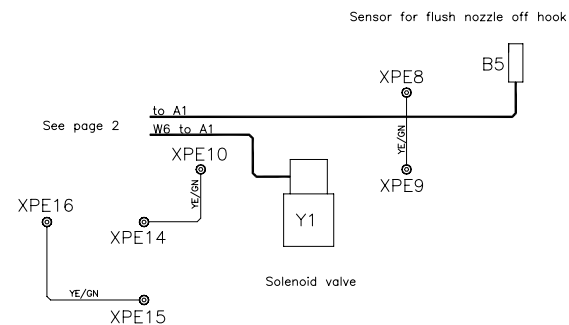 Sensor for flush nozzle off hook
B5
XPE8
to A1
See page 2
W6 to A1
YE/GN
XPE10
YE/GN
XPE9
XPE16
Y1
XPE14
Solenoid valve
YE/GN
XPE15